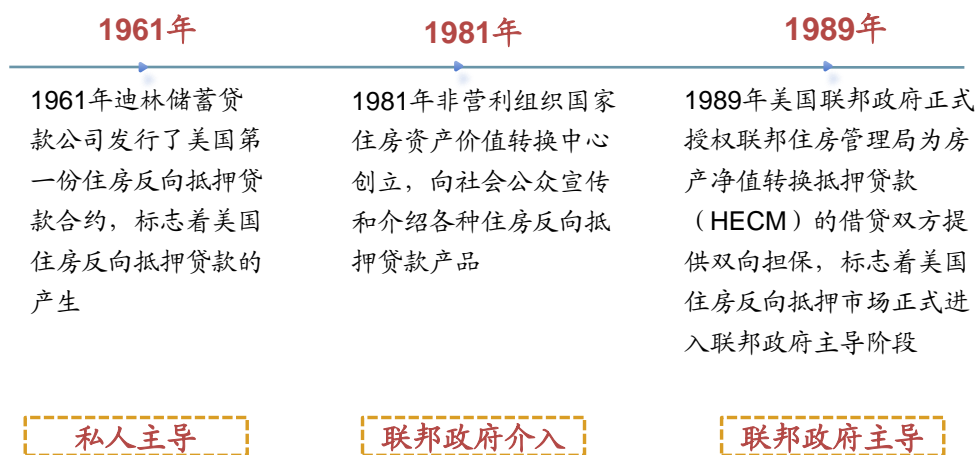 1961年
1981年
1989年
1961年迪林储蓄贷
款公司发行了美国第
一份住房反向抵押贷
款合约，标志着美国
住房反向抵押贷款的
产生
1981年非营利组织国家
住房资产价值转换中心
创立，向社会公众宣传
和介绍各种住房反向抵
押贷款产品
1989年美国联邦政府正式
授权联邦住房管理局为房
产净值转换抵押贷款
（HECM）的借贷双方提
供双向担保，标志着美国
住房反向抵押市场正式进
入联邦政府主导阶段
私人主导
联邦政府介入
联邦政府主导